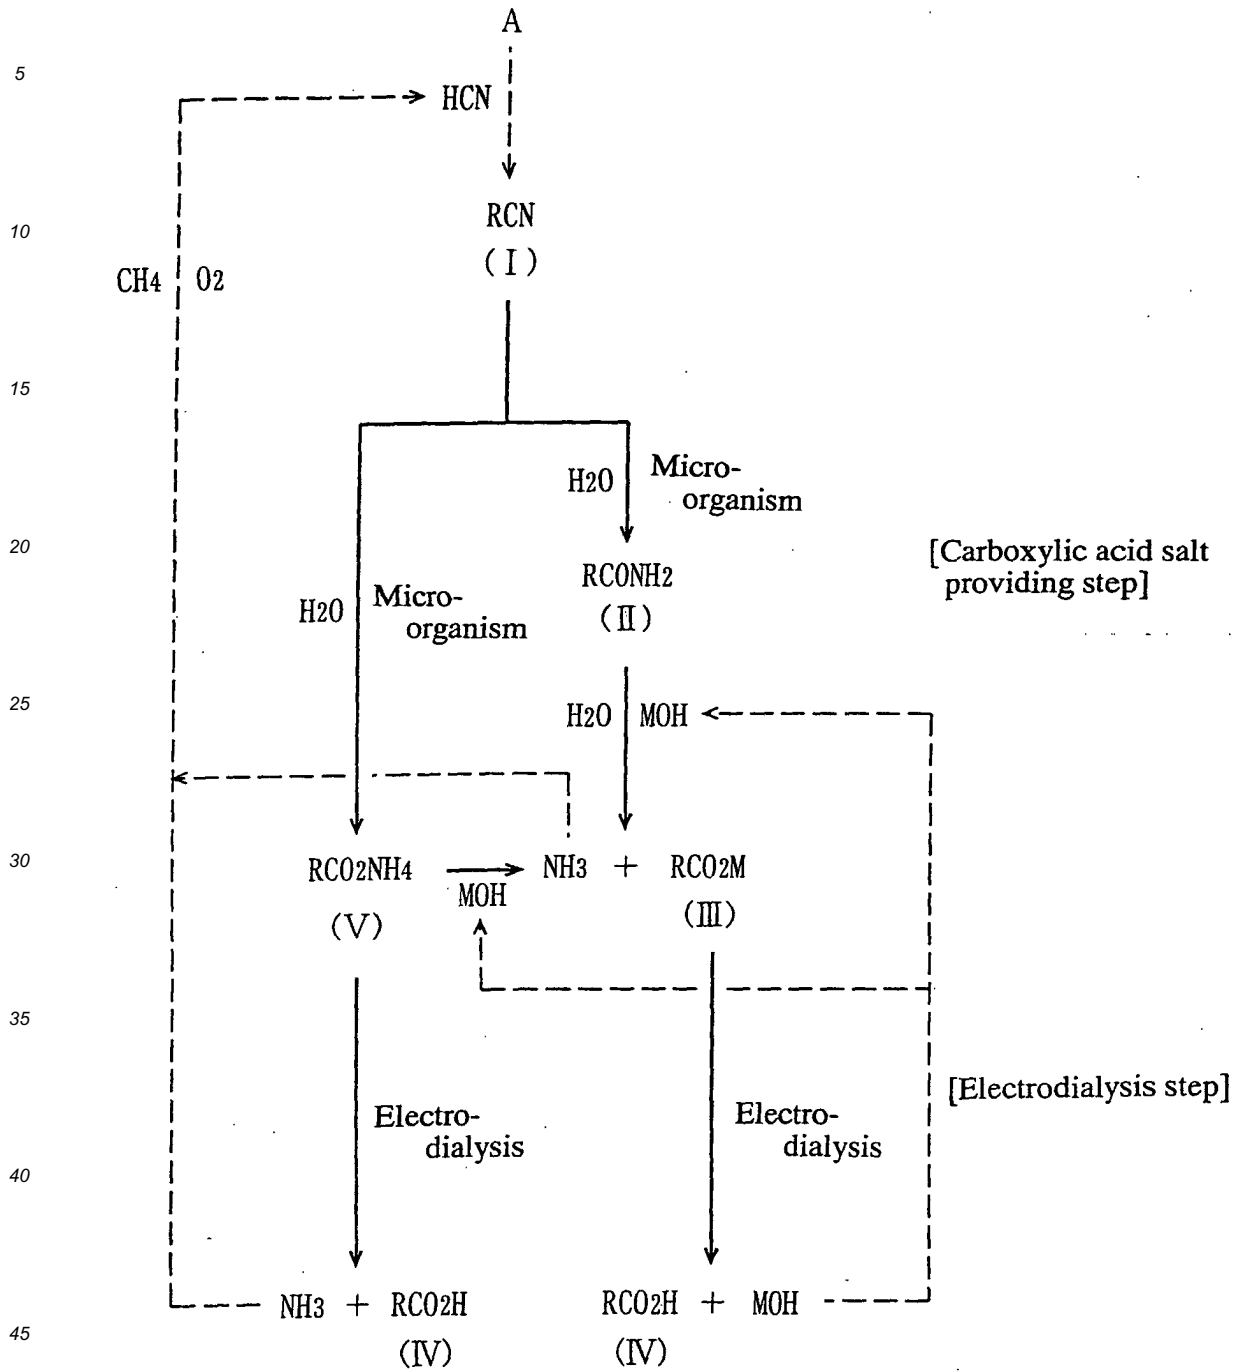 A
5
HCN
RCN
10
(I)
CH4 O2
15
H2O Micro-
organism
20
[Carboxylic acid salt
providing step]
RCONH2
(II)
H2O Micro-
organism
25
H2O MOH
30
RCO2NH4 MOH NH3 + RCO2M
(V) (III)
35
[Electrodialysis step]
Electro-
dialysis
Electro-
dialysis
40
NH3 + RCO2H RCO2H + MOH
45
(IV) (IV)